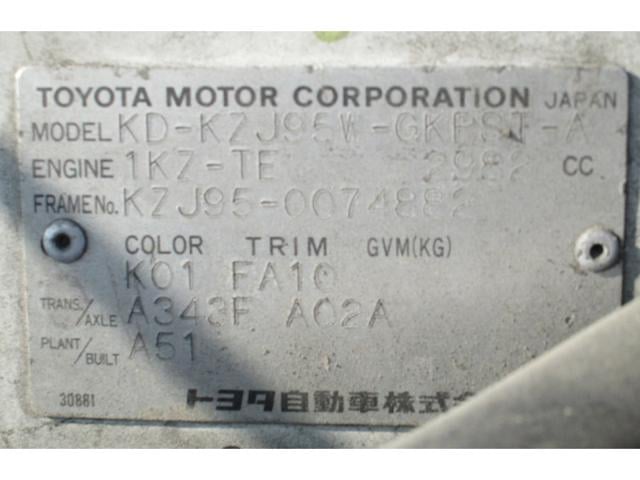 TOYOTA MOTOR CORPORATION JAPAN
MODEL KD-KZJ95W-GKPST-A
ENGINE 1KZ-TE 2982 CC
FRAME No. KZJ95-0074882
COLOR TRIM GVM(KG)
K01 FA10
TRANS./AXLE A343F A02A
PLANT/BUILT A51
30881 トヨタ自動車株式